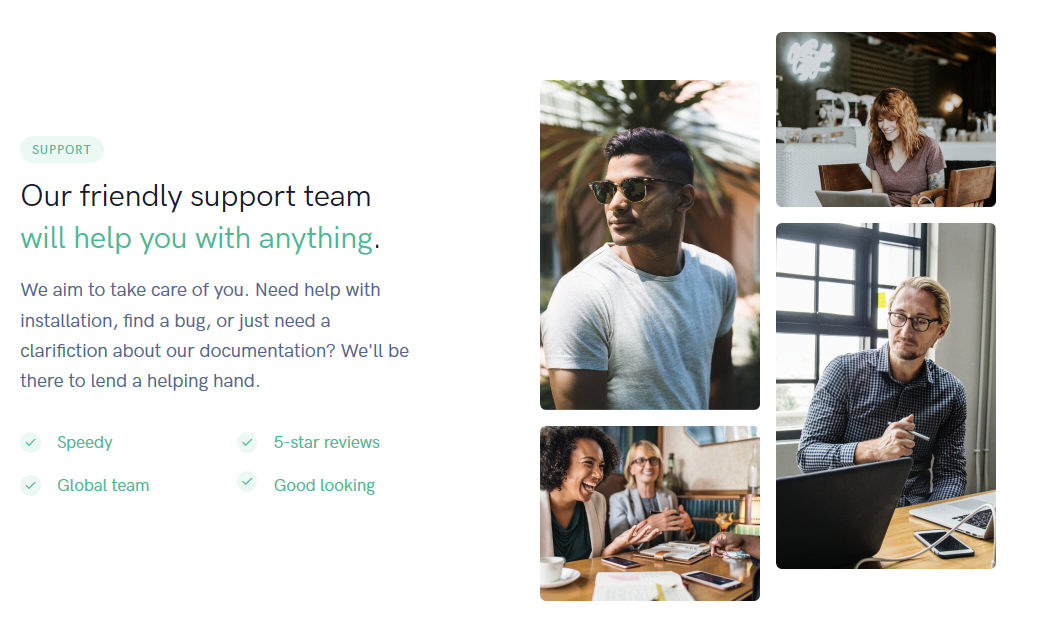 SUPPORT
Our friendly support team
will help you with anything.
We aim to take care of you. Need help with
installation, find a bug, or just need a
clarifiction about our documentation? We'll be
there to lend a helping hand.
Speedy
5-star reviews
Global team
Good looking